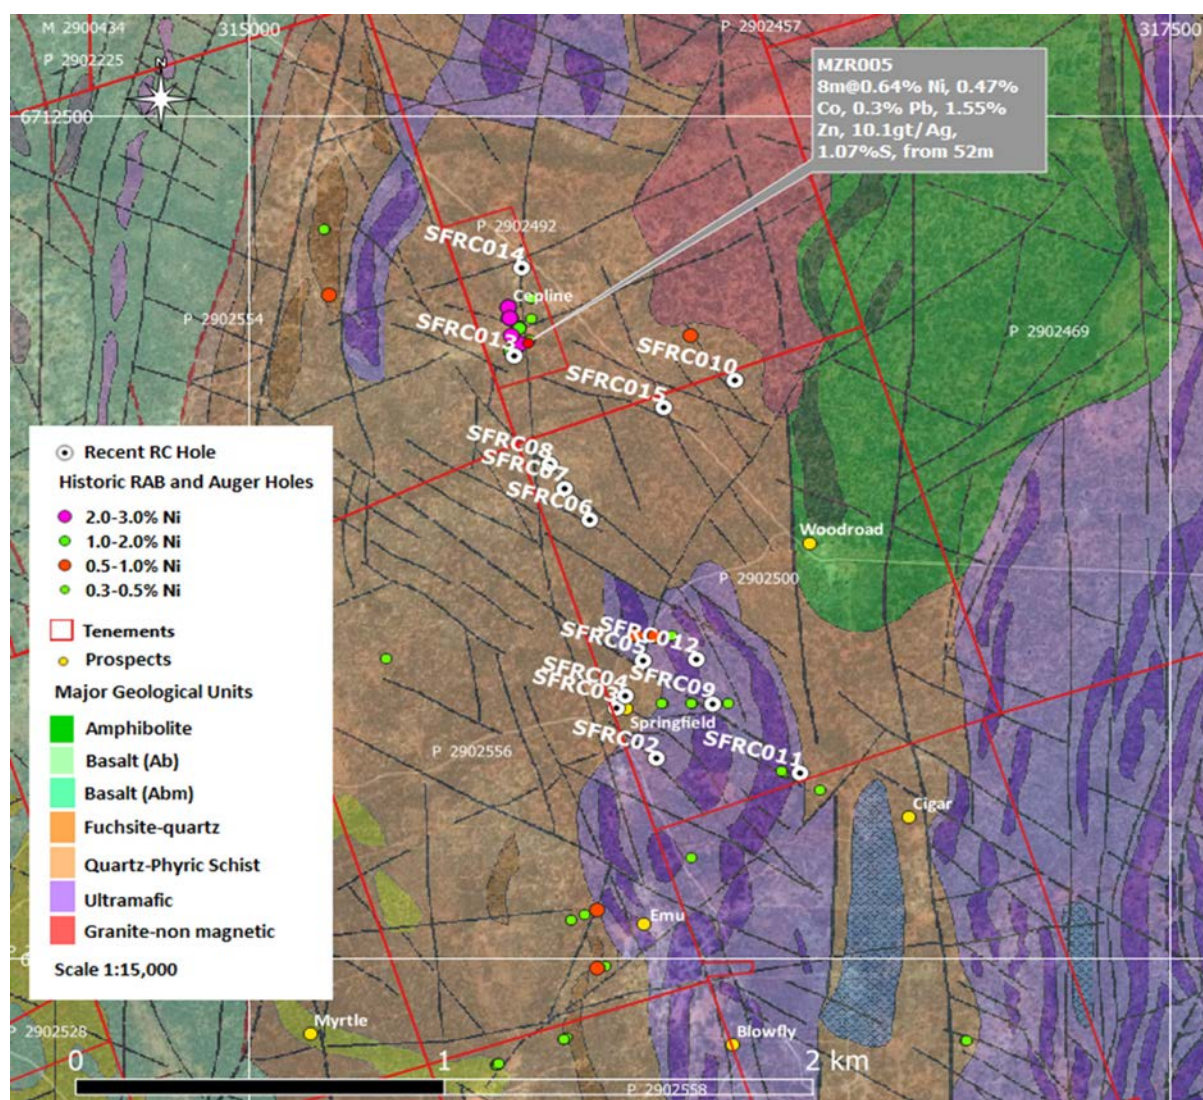 M 2900434
315000
P 2902457
317500
P 2902225
N
MZR005
8m@0.64% Ni, 0.47%
Co, 0.3% Pb, 1.55%
Zn, 10.1gt/Ag,
1.07%S, from 52m
6712500
P 2902492
SFRC014
Cepline
P 2902554
P 2902469
SFRC013
SFRC010
SFRC015
SFRC08
SFRC07
SFRC06
Recent RC Hole
Historic RAB and Auger Holes
2.0-3.0% Ni
1.0-2.0% Ni
0.5-1.0% Ni
0.3-0.5% Ni
Tenements
Prospects
Major Geological Units
Amphibolite
Basalt (Ab)
Basalt (Abm)
Fuchsite-quartz
Quartz-Phyric Schist
Ultramafic
Granite-non magnetic
Scale 1:15,000
Woodroad
P 2902500
SFRC012
SFRC05
SFRC04
SFRC09
SFRC03
Springfield
SFRC02
SFRC011
P 2902556
Cigar
Emu
P 2902528
Myrtle
Blowfly
0
1
2 km
P 2902558